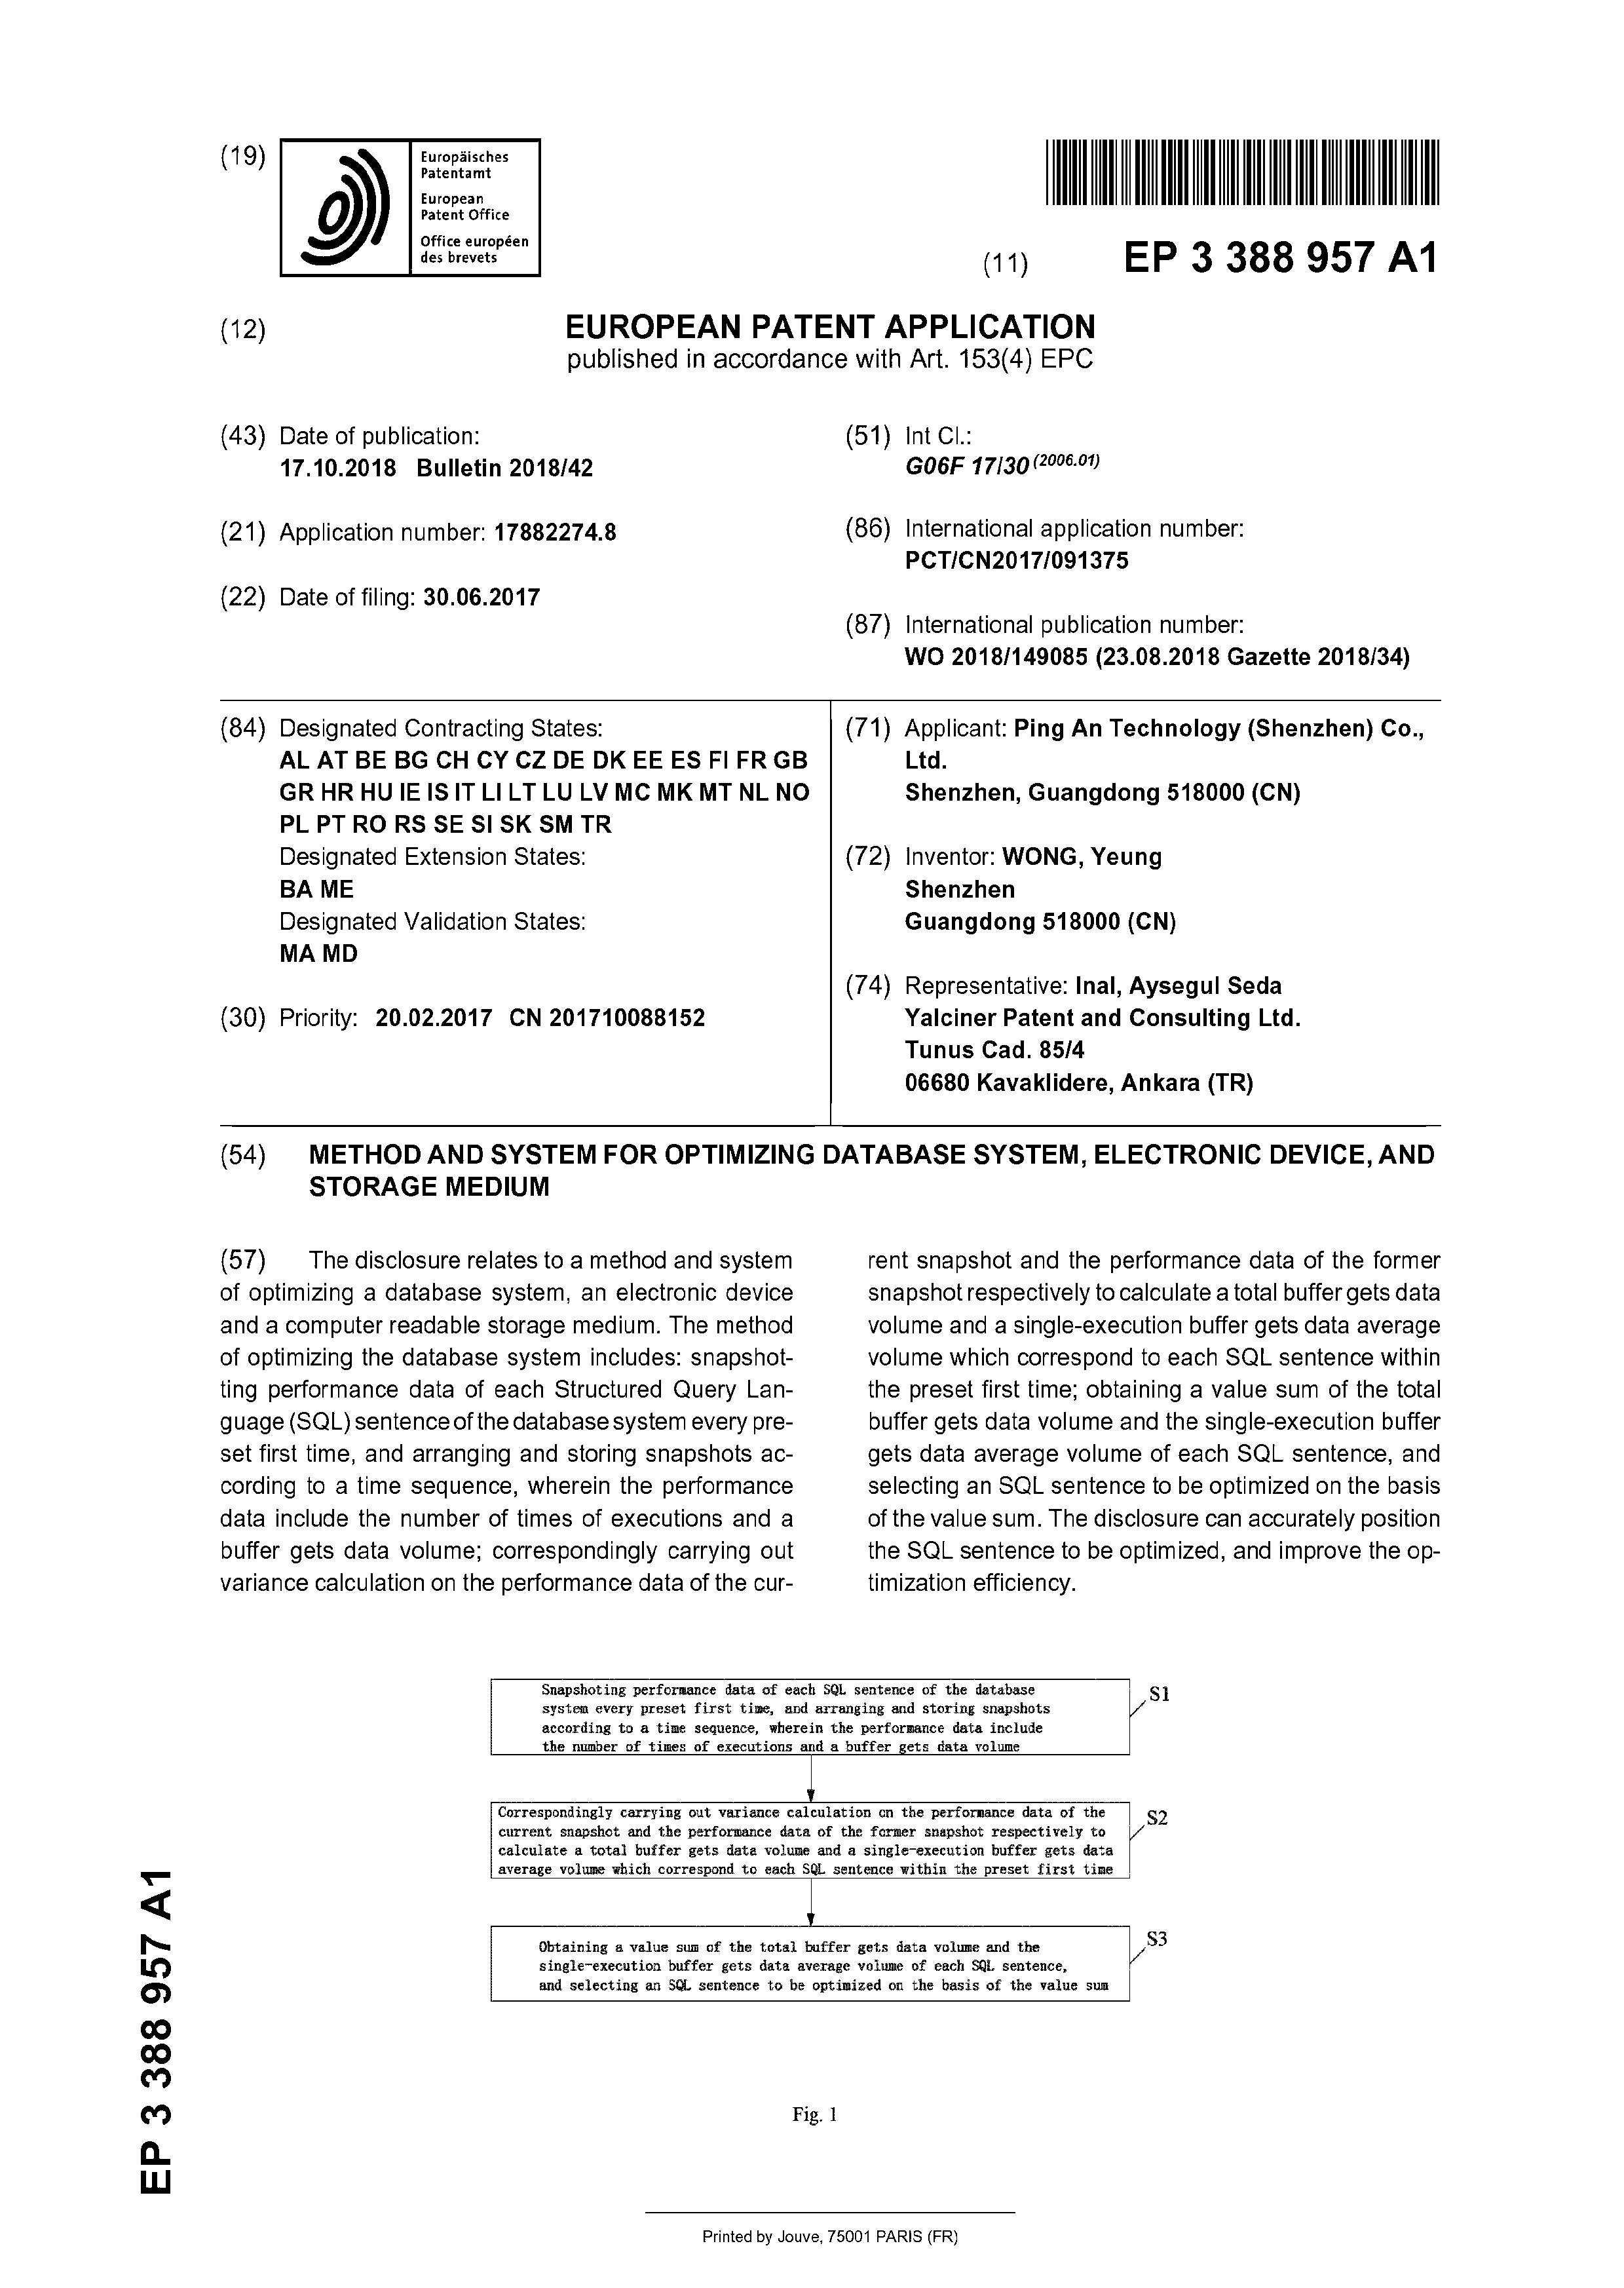 (19)
Europäisches
Patentamt
European
Patent Office
Office européen
des brevets
(11) EP 3 388 957 A1
(12) EUROPEAN PATENT APPLICATION
published in accordance with Art. 153(4) EPC
(43) Date of publication:
17.10.2018 Bulletin 2018/42
(21) Application number: 17882274.8
(22) Date of filing: 30.06.2017
(51) Int Cl.:
G06F 17/30 (2006.01)
(86) International application number:
PCT/CN2017/091375
(87) International publication number:
WO 2018/149085 (23.08.2018 Gazette 2018/34)
(84) Designated Contracting States:
AL AT BE BG CH CY CZ DE DK EE ES FI FR GB
GR HR HU IE IS IT LI LT LU LV MC MK MT NL NO
PL PT RO RS SE SI SK SM TR
Designated Extension States:
BA ME
Designated Validation States:
MA MD
(30) Priority: 20.02.2017 CN 201710088152
(71) Applicant: Ping An Technology (Shenzhen) Co.,
Ltd.
Shenzhen, Guangdong 518000 (CN)
(72) Inventor: WONG, Yeung
Shenzhen
Guangdong 518000 (CN)
(74) Representative: Inal, Aysegul Seda
Yalciner Patent and Consulting Ltd.
Tunus Cad. 85/4
06680 Kavaklidere, Ankara (TR)
(54) METHOD AND SYSTEM FOR OPTIMIZING DATABASE SYSTEM, ELECTRONIC DEVICE, AND
STORAGE MEDIUM
(57) The disclosure relates to a method and system
of optimizing a database system, an electronic device
and a computer readable storage medium. The method
of optimizing the database system includes: snapshot-
ting performance data of each Structured Query Lan-
guage (SQL) sentence of the database system every pre-
set first time, and arranging and storing snapshots ac-
cording to a time sequence, wherein the performance
data include the number of times of executions and a
buffer gets data volume; correspondingly carrying out
variance calculation on the performance data of the cur-
rent snapshot and the performance data of the former
snapshot respectively to calculate a total buffer gets data
volume and a single-execution buffer gets data average
volume which correspond to each SQL sentence within
the preset first time; obtaining a value sum of the total
buffer gets data volume and the single-execution buffer
gets data average volume of each SQL sentence, and
selecting an SQL sentence to be optimized on the basis
of the value sum. The disclosure can accurately position
the SQL sentence to be optimized, and improve the op-
timization efficiency.
Snapshoting performance data of each SQL sentence of the database
system every preset first time, and arranging and storing snapshots
according to a time sequence, wherein the performance data include
the number of times of executions and a buffer gets data volume
S1
Correspondingly carrying out variance calculation on the performance data of the
current snapshot and the performance data of the former snapshot respectively to
calculate a total buffer gets data volume and a single-execution buffer gets data
average volume which correspond to each SQL sentence within the preset first time
S2
Obtaining a value sum of the total buffer gets data volume and the
single-execution buffer gets data average volume of each SQL sentence,
and selecting an SQL sentence to be optimized on the basis of the value sum
S3
Fig. 1
EP 3 388 957 A1
Printed by Jouve, 75001 PARIS (FR)